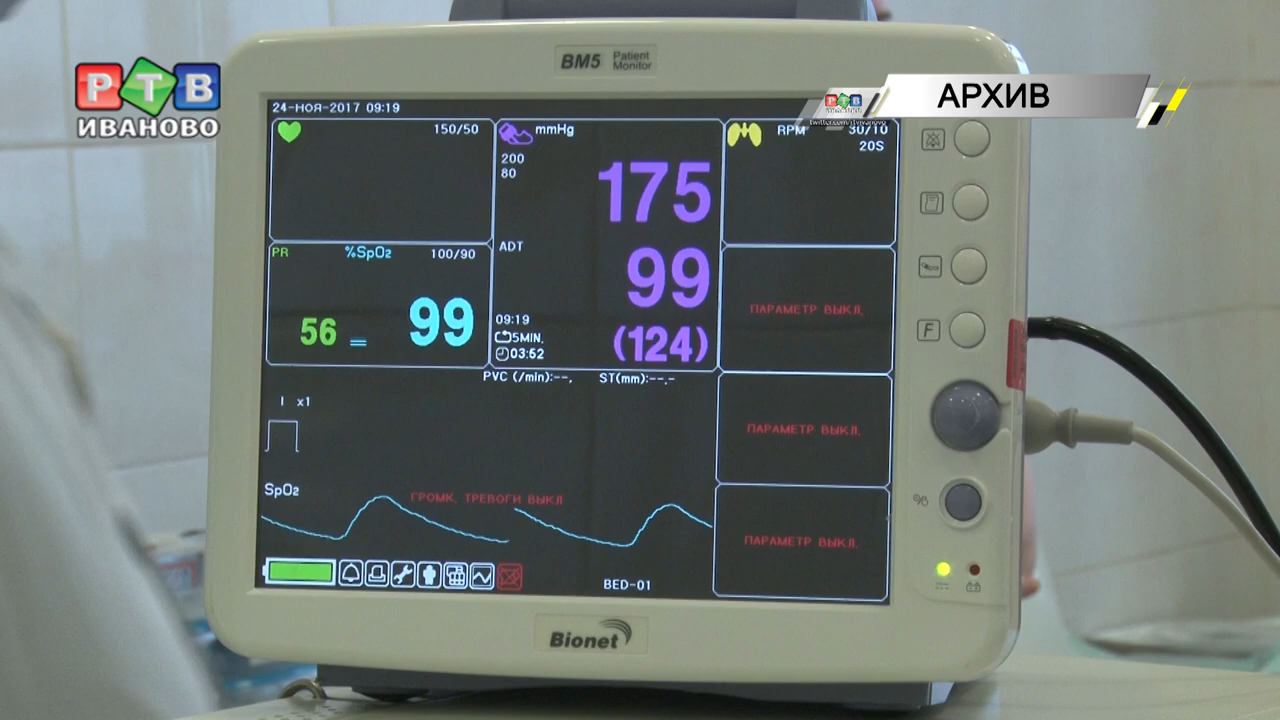 BM5 Patient Monitor
РТВ
ИВАНОВО
РТВ
АРХИВ
24-НОЯ-2017 09:19
150/50
mmHg
200
80
175
RPM 30/10
20S
PR
%SpO₂
100/90
56
99
ADT
99
09:19
5MIN.
03:52
(124)
ПАРАМЕТР ВЫКЛ.
PVC (/min):--,
ST(mm):--.-
I x1
ПАРАМЕТР ВЫКЛ.
SpO₂
ГРОМК. ТРЕВОГИ ВЫКЛ
ПАРАМЕТР ВЫКЛ.
BED-01
F
Bionet